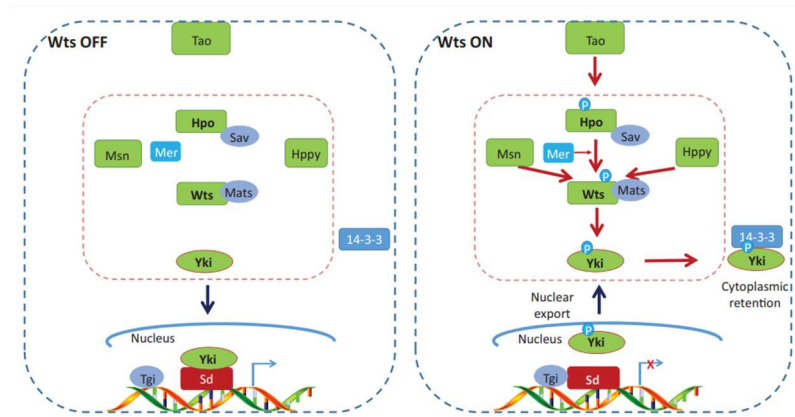 Wts OFF
Tao
Hpo
Sav
Msn
Mer
Hppy
Wts
Mats
14-3-3
Yki
Nucleus
Yki
Tgi
Sd
Wts ON
Tao
P
Hpo
Sav
Msn
Mer
Hppy
P
Wts
Mats
14-3-3
P
Yki
P
Yki
Cytoplasmic
retention
Nuclear
export
P
Nucleus
Yki
Tgi
Sd
X